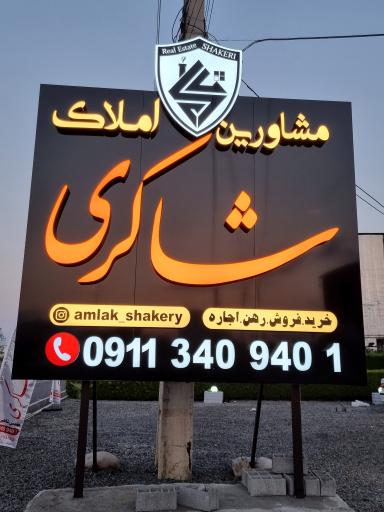 Real Estate SHAKERI
مشاورین املاک
شاکری
خرید.فروش.رهن.اجاره
amlak_shakery
0911 340 940 1